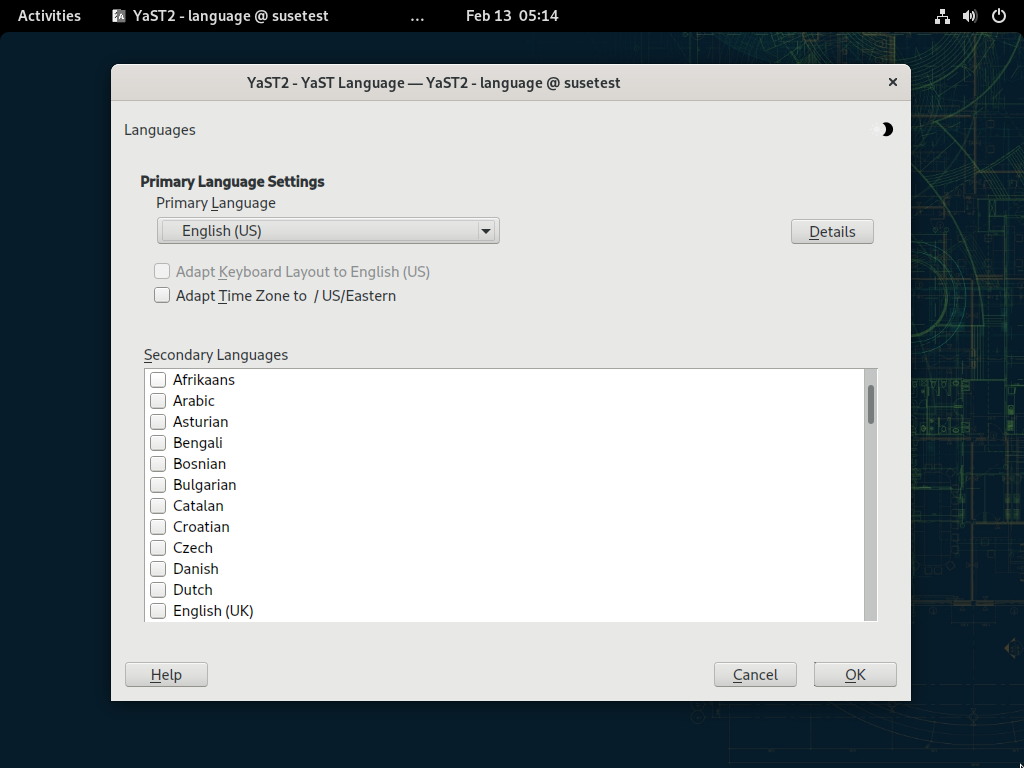 Activities YaST2 - language @ susetest ... Feb 13 05:14
YaST2 - YaST Language — YaST2 - language @ susetest
Languages
Primary Language Settings
Primary Language
English (US)
Details
Adapt Keyboard Layout to English (US)
Adapt Time Zone to / US/Eastern
Secondary Languages
Afrikaans
Arabic
Asturian
Bengali
Bosnian
Bulgarian
Catalan
Croatian
Czech
Danish
Dutch
English (UK)
Help Cancel OK